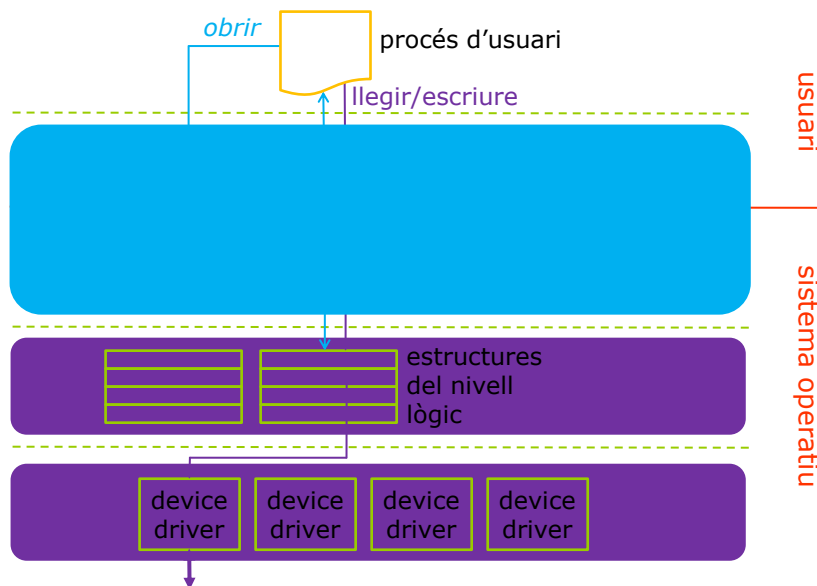 obrir
procés d’usuari
llegir/escriure
usuari
sistema operatiu
estructures
del nivell
lògic
device
driver
device
driver
device
driver
device
driver